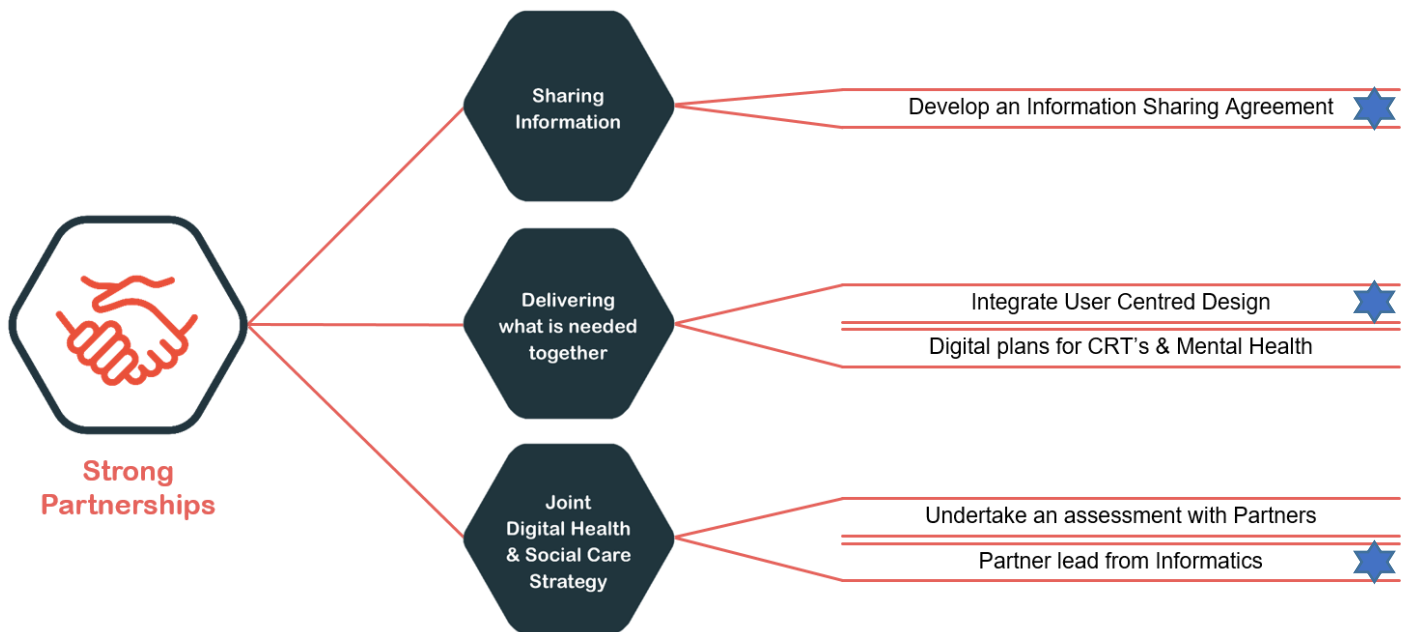 Strong
Partnerships
Sharing
Information
Develop an Information Sharing Agreement
Delivering
what is needed
together
Integrate User Centred Design
Digital plans for CRT's & Mental Health
Joint
Digital Health
& Social Care
Strategy
Undertake an assessment with Partners
Partner lead from Informatics